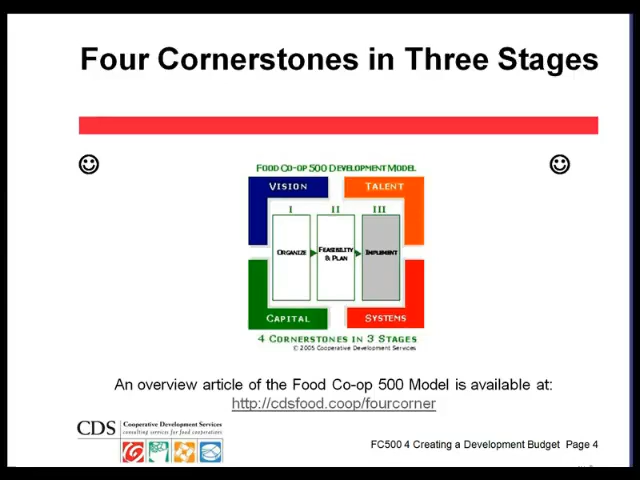 Four Cornerstones in Three Stages
FOOD CO-OP 500 DEVELOPMENT MODEL
VISION
TALENT
I II III
ORGANIZE
FEASIBILITY
& PLAN
IMPLEMENT
CAPITAL
SYSTEMS
4 CORNERSTONES IN 3 STAGES
© 2005 Cooperative Development Services
An overview article of the Food Co-op 500 Model is available at:
http://cdsfood.coop/fourcorner
CDS
Cooperative Development Services
consulting services for food cooperatives
FC500 4 Creating a Development Budget Page 4